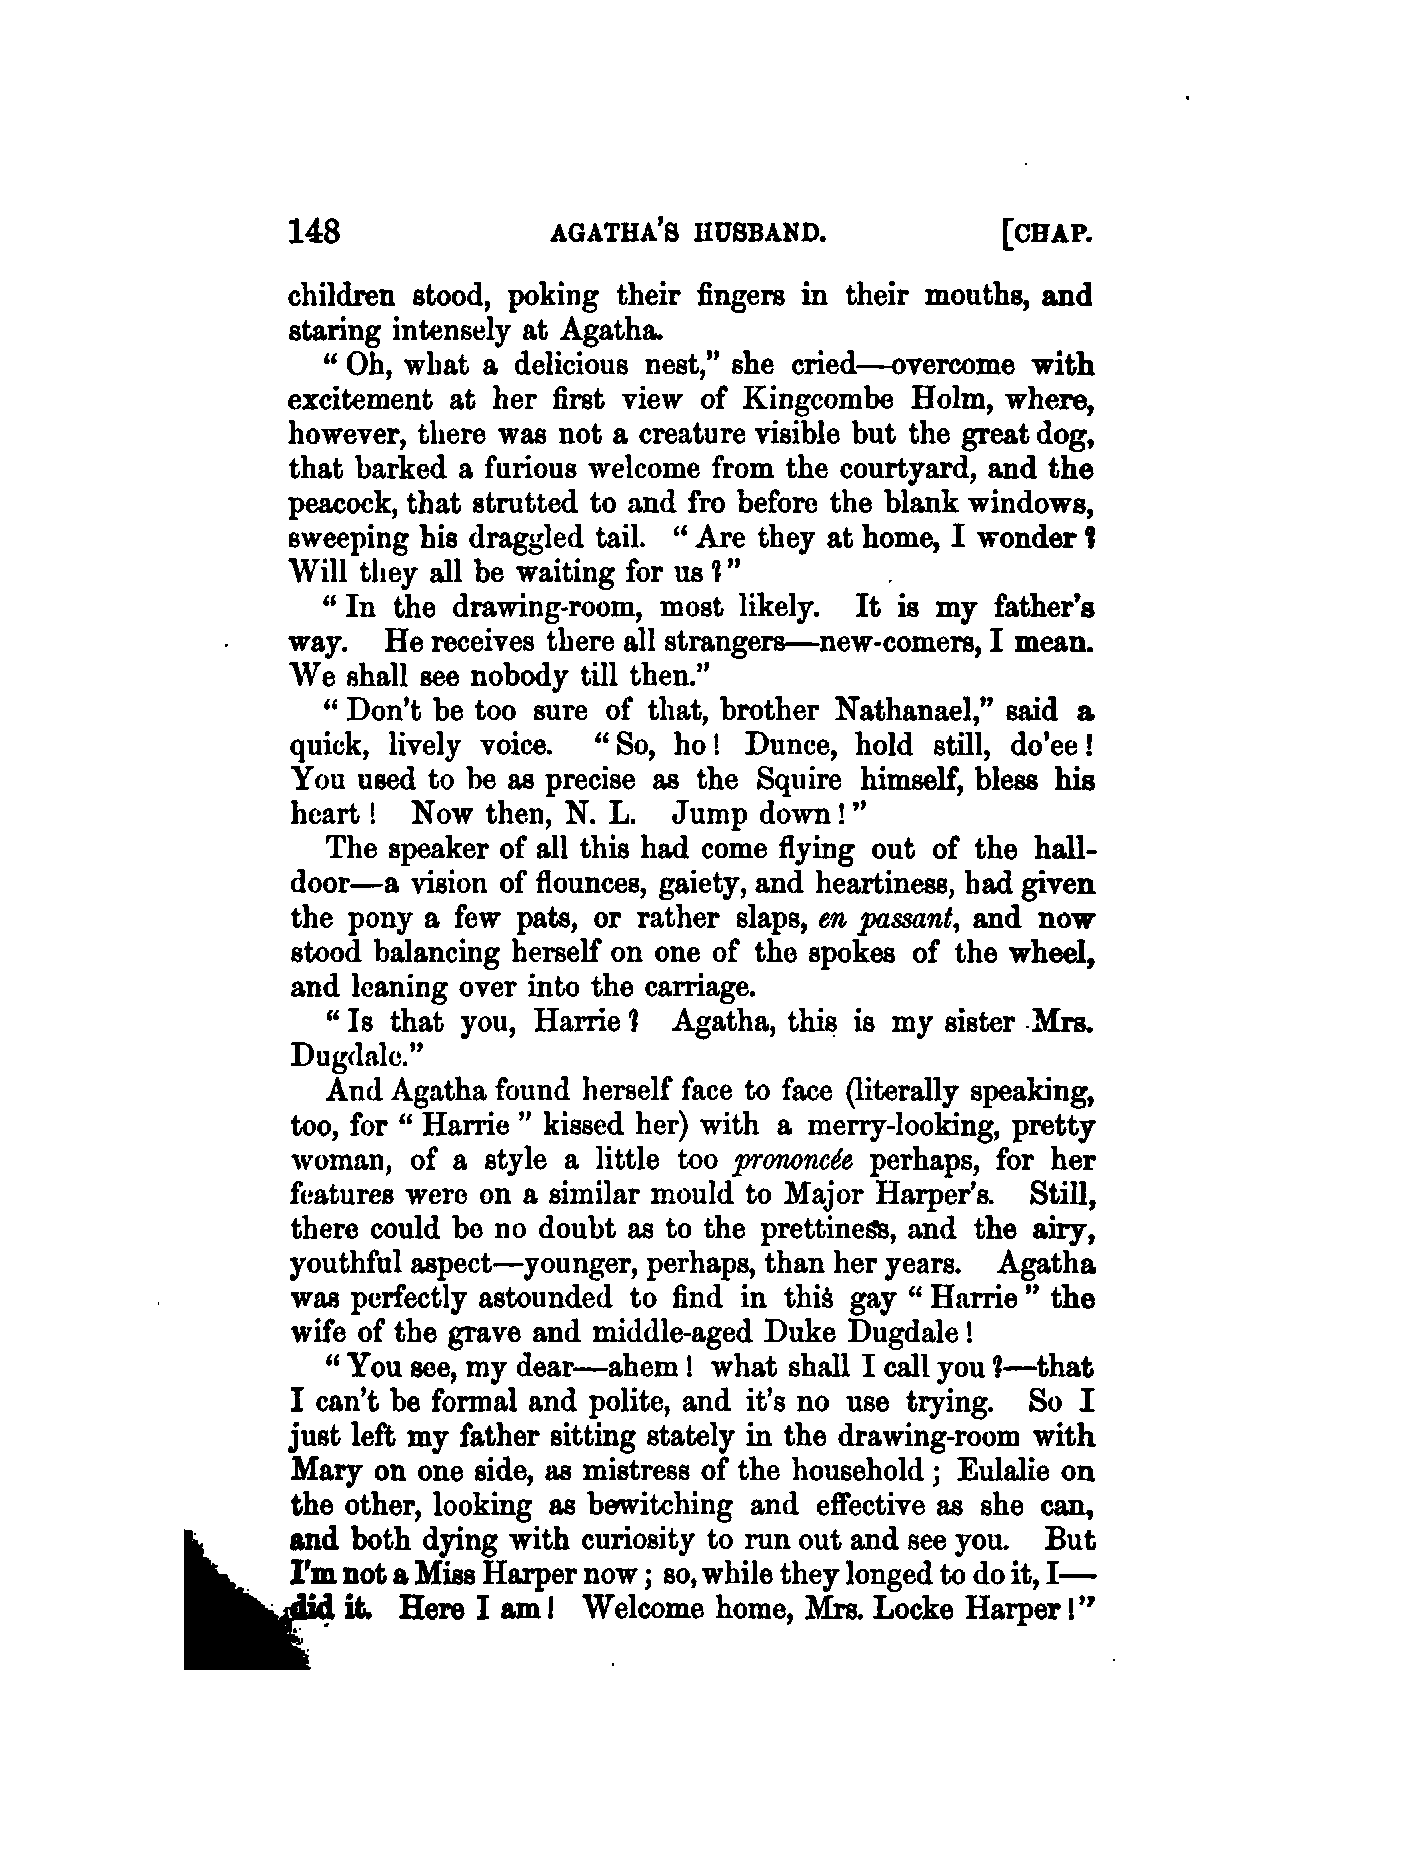 148 AGATHA'S HUSBAND. [CHAP.
children stood, poking their fingers in their mouths, and
staring intensely at Agatha.
" Oh, what a delicious nest," she cried—overcome with
excitement at her first view of Kingcombe Holm, where,
however, there was not a creature visible but the great dog,
that barked a furious welcome from the courtyard, and the
peacock, that strutted to and fro before the blank windows,
sweeping his draggled tail. " Are they at home, I wonder ?
Will they all be waiting for us ?"
" In the drawing-room, most likely. It is my father's
way. He receives there all strangers—new-comers, I mean.
We shall see nobody till then."
" Don't be too sure of that, brother Nathanael," said a
quick, lively voice. " So, ho ! Dunce, hold still, do'ee !
You used to be as precise as the Squire himself, bless his
heart ! Now then, N. L. Jump down ! "
The speaker of all this had come flying out of the hall-
door—a vision of flounces, gaiety, and heartiness, had given
the pony a few pats, or rather slaps, en passant, and now
stood balancing herself on one of the spokes of the wheel,
and leaning over into the carriage.
" Is that you, Harrie ? Agatha, this is my sister Mrs.
Dugdale."
And Agatha found herself face to face (literally speaking,
too, for " Harrie " kissed her) with a merry-looking, pretty
woman, of a style a little too prononcée perhaps, for her
features were on a similar mould to Major Harper's. Still,
there could be no doubt as to the prettiness, and the airy,
youthful aspect—younger, perhaps, than her years. Agatha
was perfectly astounded to find in this gay " Harrie " the
wife of the grave and middle-aged Duke Dugdale !
" You see, my dear—ahem ! what shall I call you ?—that
I can't be formal and polite, and it's no use trying. So I
just left my father sitting stately in the drawing-room with
Mary on one side, as mistress of the household ; Eulalie on
the other, looking as bewitching and effective as she can,
and both dying with curiosity to run out and see you. But
I'm not a Miss Harper now ; so, while they longed to do it, I—
did it. Here I am ! Welcome home, Mrs. Locke Harper !"